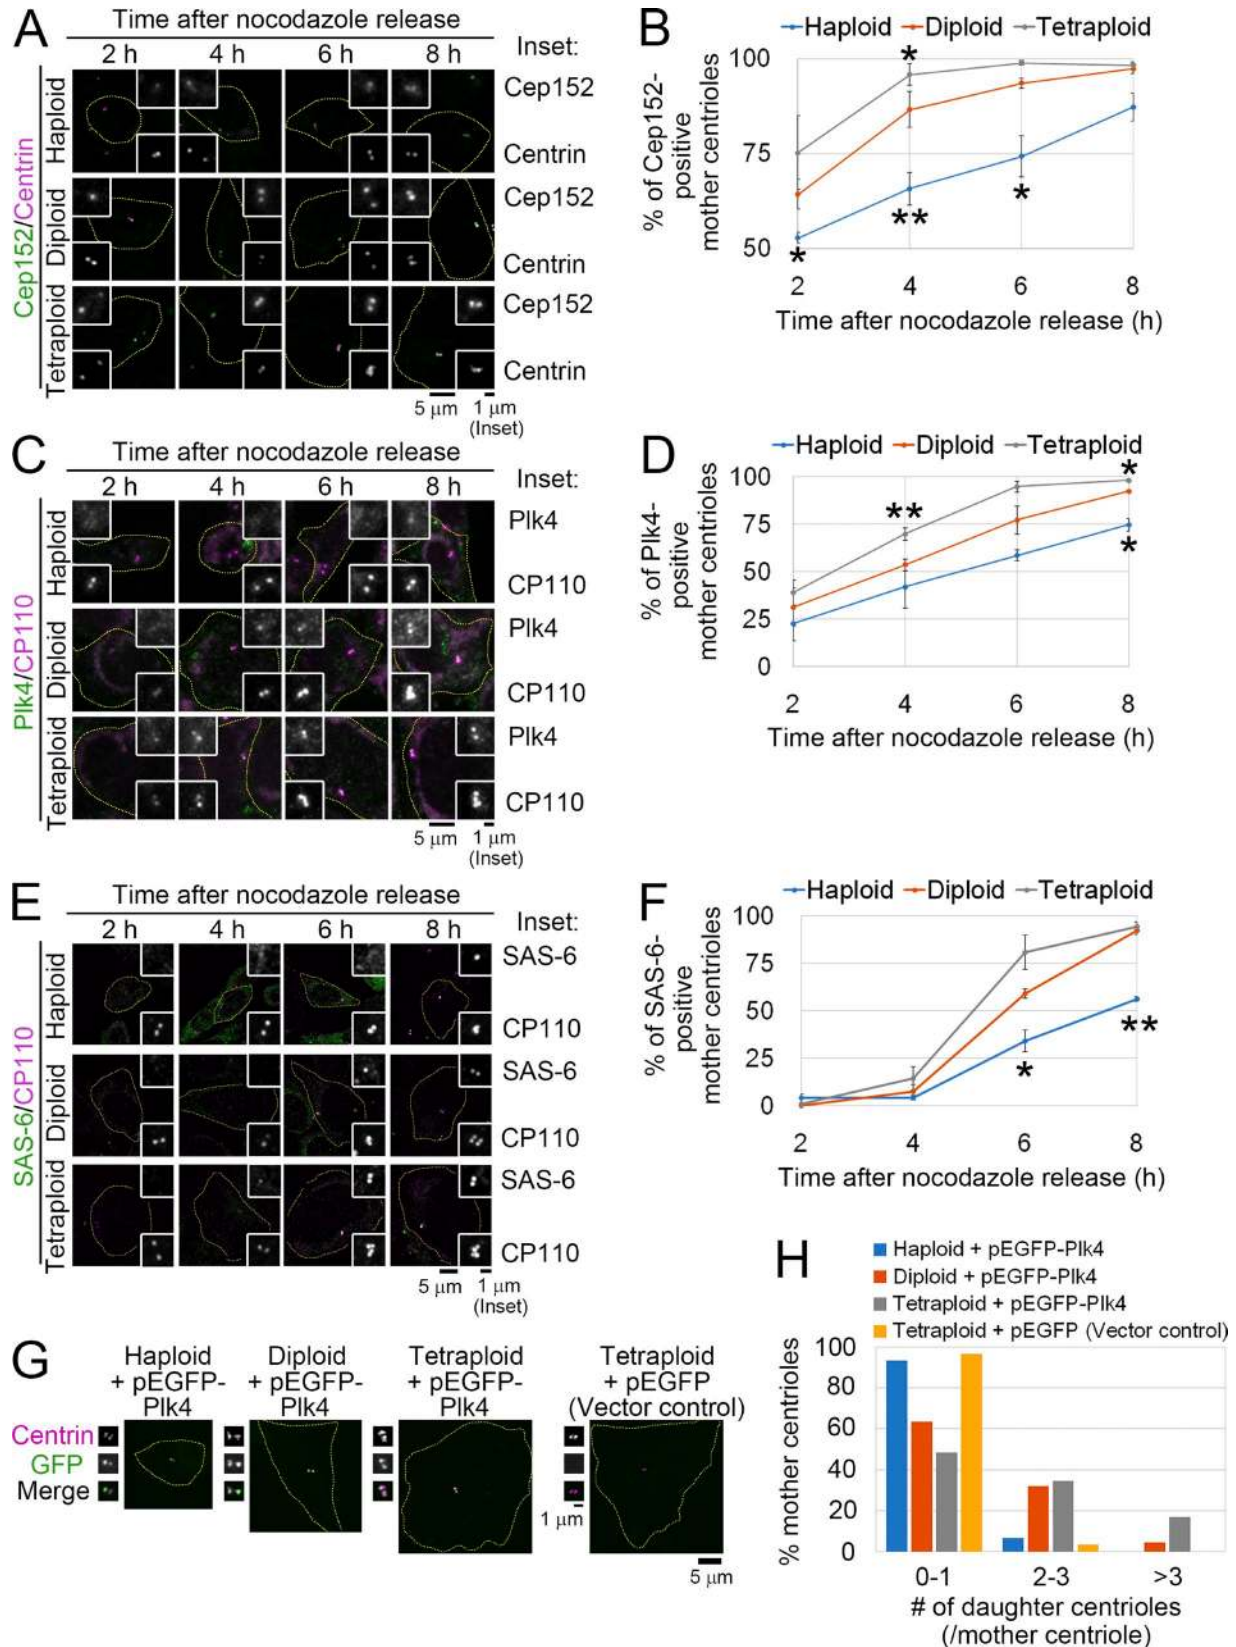 A
Time after nocodazole release
2 h 4 h 6 h 8 h
Inset:
Cep152/Centrin
Haploid
Diploid
Tetraploid
Cep152
Centrin
Cep152
Centrin
Cep152
Centrin
5 µm 1 µm
(Inset)
B
Haploid Diploid Tetraploid
% of Cep152-
positive
mother centrioles
100
75
50
*
*
**
*
2 4 6 8
Time after nocodazole release (h)
C
Time after nocodazole release
2 h 4 h 6 h 8 h
Inset:
Plk4/CP110
Haploid
Diploid
Tetraploid
Plk4
CP110
Plk4
CP110
Plk4
CP110
5 µm 1 µm
(Inset)
D
Haploid Diploid Tetraploid
% of Plk4-
positive
mother centrioles
100
75
50
25
0
**
*
*
2 4 6 8
Time after nocodazole release (h)
E
Time after nocodazole release
2 h 4 h 6 h 8 h
Inset:
SAS-6/CP110
Haploid
Diploid
Tetraploid
SAS-6
CP110
SAS-6
CP110
SAS-6
CP110
5 µm 1 µm
(Inset)
F
Haploid Diploid Tetraploid
% of SAS-6-
positive
mother centrioles
100
75
50
25
0
*
**
2 4 6 8
Time after nocodazole release (h)
G
Haploid
+ pEGFP-
Plk4
Diploid
+ pEGFP-
Plk4
Tetraploid
+ pEGFP-
Plk4
Tetraploid
+ pEGFP
(Vector control)
Centrin
GFP
Merge
1 µm
5 µm
H
Haploid + pEGFP-Plk4
Diploid + pEGFP-Plk4
Tetraploid + pEGFP-Plk4
Tetraploid + pEGFP (Vector control)
% mother centrioles
100
80
60
40
20
0
0-1 2-3 >3
# of daughter centrioles
(/mother centriole)